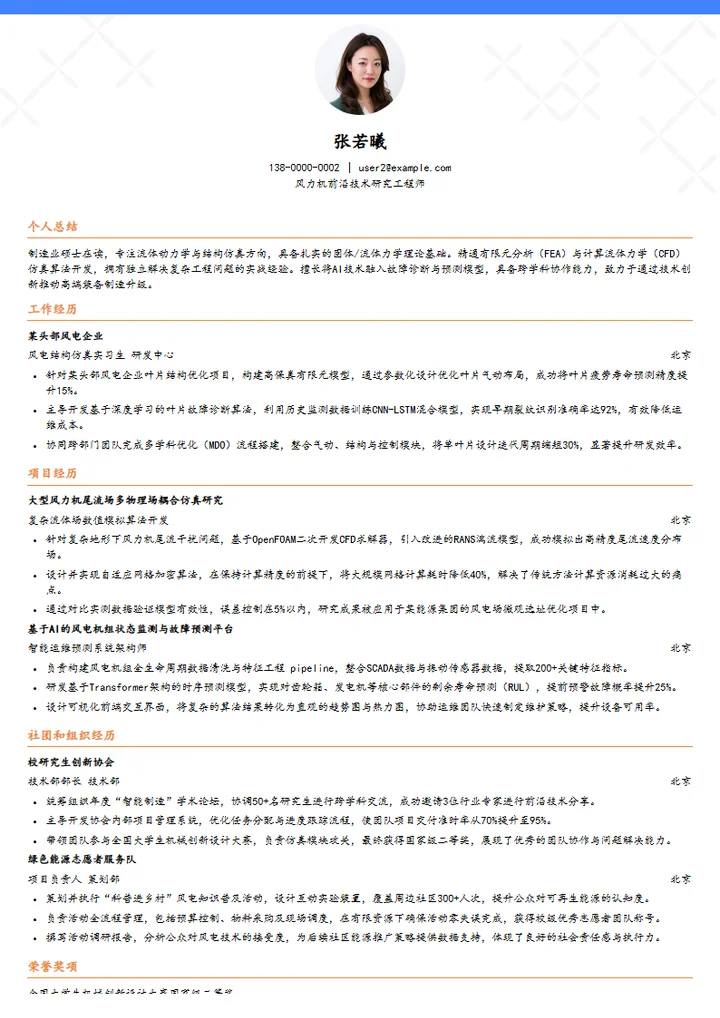 张若曦
138-0000-0002 | user2@example.com
风力机前沿技术研究工程师
个人总结
制造业硕士在读，专注流体动力学与结构仿真方向，具备扎实的固体/流体力学理论基础。精通有限元分析（FEA）与计算流体力学（CFD）
仿真算法开发，拥有独立解决复杂工程问题的实战经验。擅长将AI技术融入故障诊断与预测模型，具备跨学科协作能力，致力于通过技术创
新推动高端装备制造升级。
工作经历
某头部风电企业
风电结构仿真实习生 研发中心 北京
• 针对某头部风电企业叶片结构优化项目，构建高保真有限元模型，通过参数化设计优化叶片气动布局，成功将叶片疲劳寿命预测精度提
升15%。
• 主导开发基于深度学习的叶片故障诊断算法，利用历史监测数据训练CNN-LSTM混合模型，实现早期裂纹识别准确率达92%，有效降低运
维成本。
• 协同跨部门团队完成多学科优化（MDO）流程搭建，整合气动、结构与控制模块，将单叶片设计迭代周期缩短30%，显著提升研发效率。
项目经历
大型风力机尾流场多物理场耦合仿真研究
复杂流体场数值模拟算法开发 北京
• 针对复杂地形下风力机尾流干扰问题，基于OpenFOAM二次开发CFD求解器，引入改进的RANS湍流模型，成功模拟出高精度尾流速度分布
场。
• 设计并实现自适应网格加密算法，在保持计算精度的前提下，将大规模网格计算耗时降低40%，解决了传统方法计算资源消耗过大的痛
点。
• 通过对比实测数据验证模型有效性，误差控制在5%以内，研究成果被应用于某能源集团的风电场微观选址优化项目中。
基于AI的风电机组状态监测与故障预测平台
智能运维预测系统架构师 北京
• 负责构建风电机组全生命周期数据清洗与特征工程 pipeline，整合SCADA数据与振动传感器数据，提取200+关键特征指标。
• 研发基于Transformer架构的时序预测模型，实现对齿轮箱、发电机等核心部件的剩余寿命预测（RUL），提前预警故障概率提升25%。
• 设计可视化前端交互界面，将复杂的算法结果转化为直观的趋势图与热力图，协助运维团队快速制定维护策略，提升设备可用率。
社团和组织经历
校研究生创新协会
技术部部长 技术部 北京
• 统筹组织年度“智能制造”学术论坛，协调50+名研究生进行跨学科交流，成功邀请3位行业专家进行前沿技术分享。
• 主导开发协会内部项目管理系统，优化任务分配与进度跟踪流程，使团队项目交付准时率从70%提升至95%。
• 带领团队参与全国大学生机械创新设计大赛，负责仿真模块攻关，最终获得国家级二等奖，展现了优秀的团队协作与问题解决能力。
绿色能源志愿者服务队
项目负责人 策划部 北京
• 策划并执行“科普进乡村”风电知识普及活动，设计互动实验装置，覆盖周边社区300+人次，提升公众对可再生能源的认知度。
• 负责活动全流程管理，包括预算控制、物料采购及现场调度，在有限资源下确保活动零失误完成，获得校级优秀志愿者团队称号。
• 撰写活动调研报告，分析公众对风电技术的接受度，为后续社区能源推广策略提供数据支持，体现了良好的社会责任感与执行力。
荣誉奖项
全国大学生机械创新设计大赛国家级二等奖